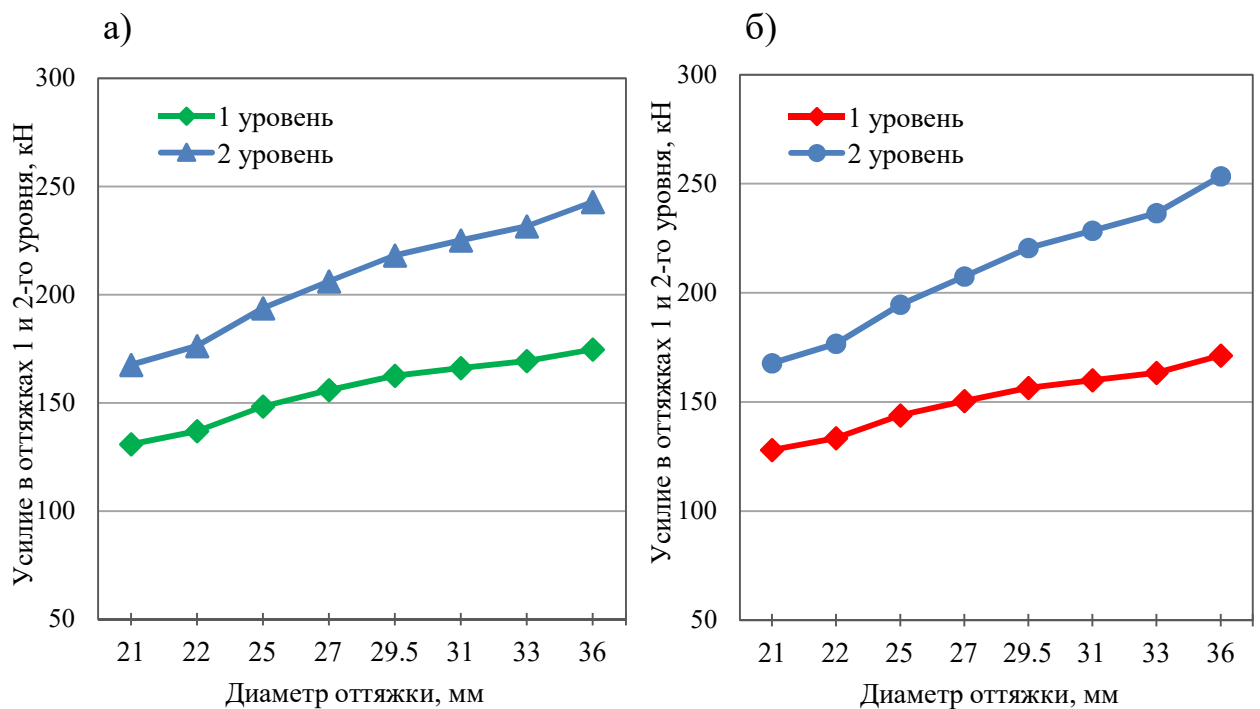 а)
Усилие в оттяжках 1 и 2-го уровня, кН
300
250
200
150
100
50
1 уровень
2 уровень
21 22 25 27 29.5 31 33 36
Диаметр оттяжки, мм
б)
Усилие в оттяжках 1 и 2-го уровня, кН
300
250
200
150
100
50
1 уровень
2 уровень
21 22 25 27 29.5 31 33 36
Диаметр оттяжки, мм